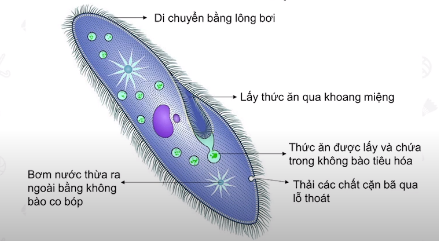 Di chuyển bằng lông bơi
Lấy thức ăn qua khoang miệng
Thức ăn được lấy và chứa
trong không bào tiêu hóa
Bơm nước thừa ra
ngoài bằng không
bào co bóp
Thải các chất cặn bã qua
lỗ thoát